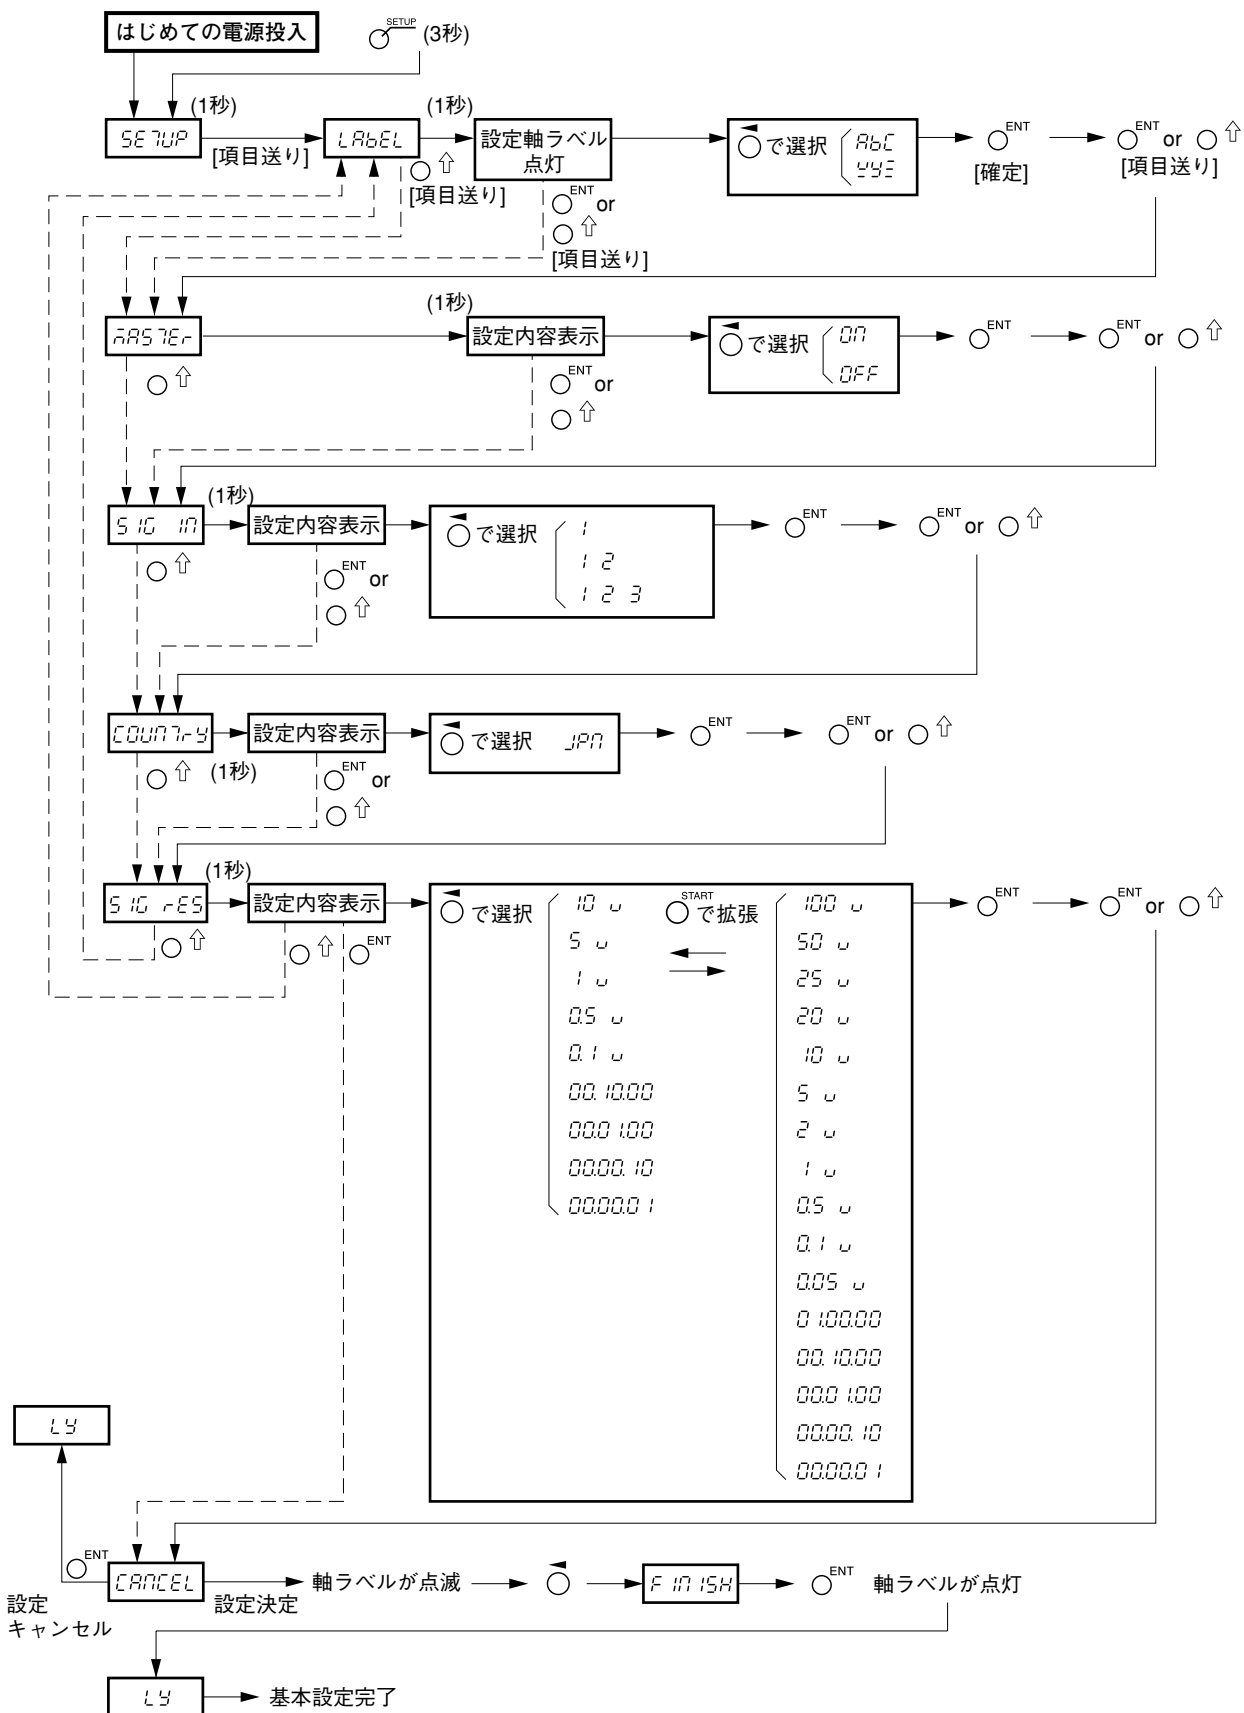 はじめての電源投入
SETUP
(3秒)
(1秒)
SETUP
[項目送り]
LAbEL
(1秒)
[項目送り]
設定軸ラベル
点灯
ENT or
[項目送り]
で選択
AbC
ENT
[確定]
ENT or
[項目送り]
MASTEr
(1秒)
設定内容表示
ENT or
で選択
ON
OFF
ENT
ENT or
SIG IN
(1秒)
設定内容表示
ENT or
で選択
1
1 2
1 2 3
ENT
ENT or
COUNTrY
(1秒)
設定内容表示
ENT or
で選択 JPN
ENT
ENT or
SIG rES
(1秒)
設定内容表示
ENT
で選択
10 u
5 u
1 u
0.5 u
0.1 u
00.10.00
00.01.00
00.00.10
00.00.01
START
で拡張
100 u
50 u
25 u
20 u
10 u
5 u
2 u
1 u
0.5 u
0.1 u
0.05 u
01.00.00
00.10.00
00.01.00
00.00.10
00.00.01
ENT
ENT or
LY
ENT
設定
キャンセル
CANCEL
設定決定
軸ラベルが点滅
FINISH
ENT
軸ラベルが点灯
LY
基本設定完了